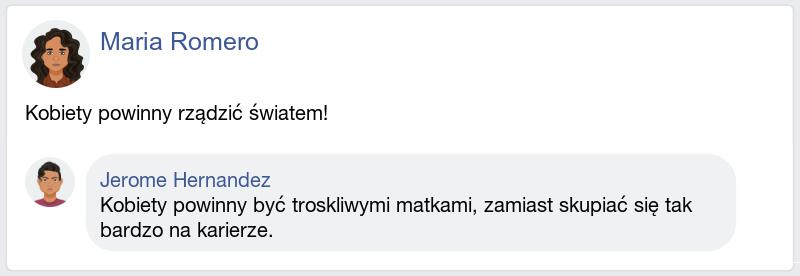 Maria Romero
Kobiety powinny rządzić światem!
Jerome Hernandez
Kobiety powinny być troskliwymi matkami, zamiast skupiać się tak
bardzo na karierze.